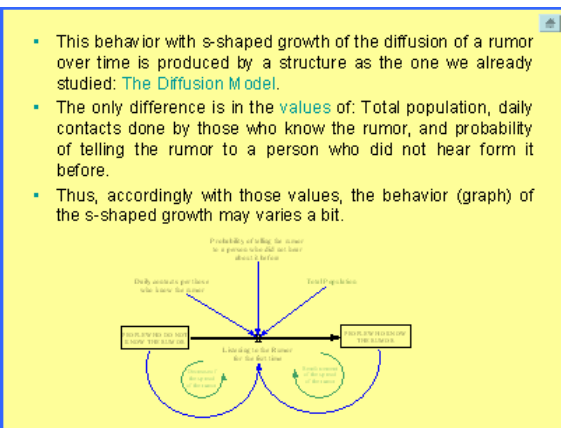 This behavior with s-shaped growth of the diffusion of a rumor
over time is produced by a structure as the one we already
studied: The Diffusion Model.
The only difference is in the values of: Total population, daily
contacts done by those who know the rumor, and probability
of telling the rumor to a person who did not hear form it
before.
Thus, accordingly with those values, the behavior (graph) of
the s-shaped growth may varies a bit.
Probability of telling the rumor
to a person who did not hear
about it before
Daily contacts per those
who know the rumor
Total Population
PEOPLE WHO DO NOT
KNOW THE RUMOR
PEOPLE WHO KNOW
THE RUMOR
Listening to the Rumor
for the first time
of the rumor
of the rumor